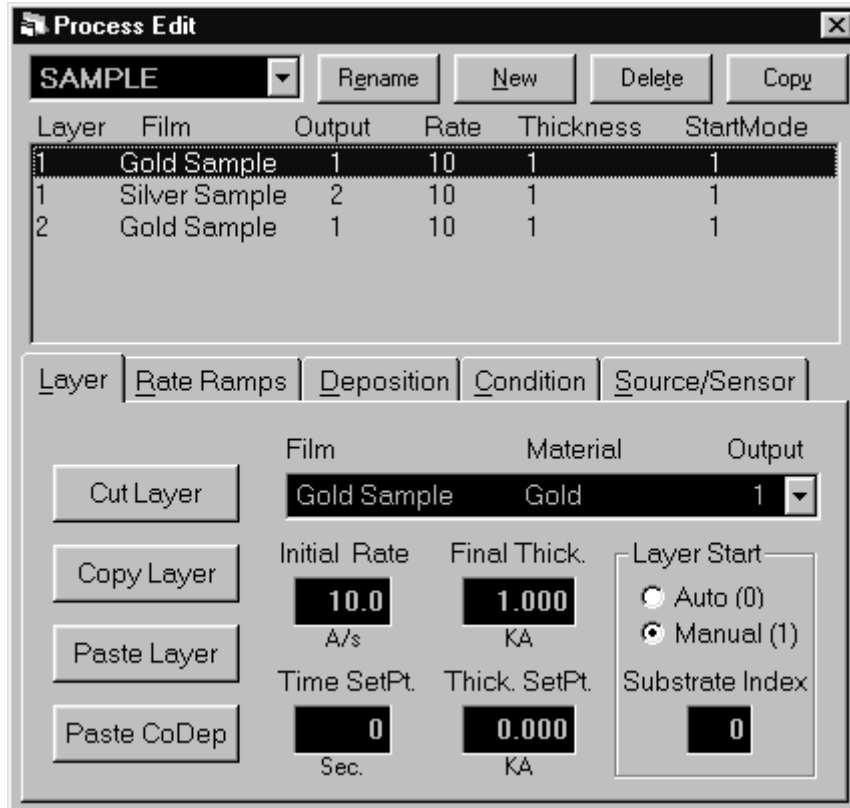 Process Edit
SAMPLE Rename New Delete Copy
Layer Film Output Rate Thickness StartMode
1 Gold Sample 1 10 1 1
1 Silver Sample 2 10 1 1
2 Gold Sample 1 10 1 1
Layer Rate Ramps Deposition Condition Source/Sensor
Film Material Output
Cut Layer Gold Sample Gold 1
Initial Rate Final Thick. Layer Start
Copy Layer 10.0 1.000 Auto (0)
A/s KA Manual (1)
Paste Layer
Time SetPt. Thick. SetPt. Substrate Index
Paste CoDep 0 0.000 0
Sec. KA